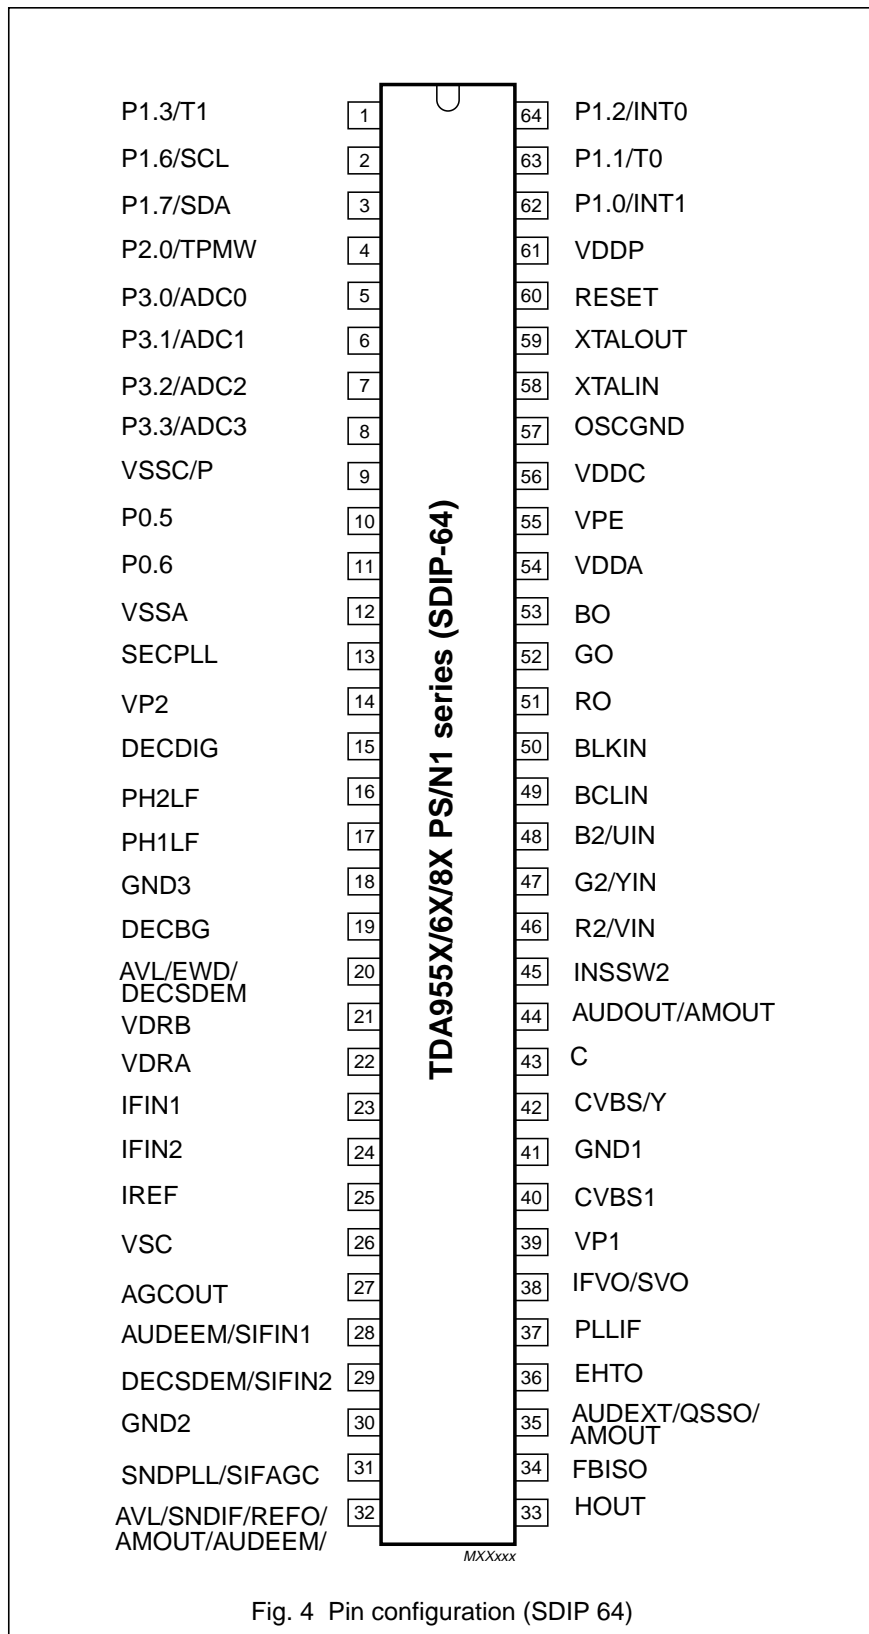 P1.3/T1 1 64 P1.2/INT0
P1.6/SCL 2 63 P1.1/T0
P1.7/SDA 3 62 P1.0/INT1
P2.0/TPMW 4 61 VDDP
P3.0/ADC0 5 60 RESET
P3.1/ADC1 6 59 XTALOUT
P3.2/ADC2 7 58 XTALIN
P3.3/ADC3 8 57 OSCGND
VSSC/P 9 56 VDDC
P0.5 10 55 VPE
P0.6 11 54 VDDA
VSSA 12 53 BO
SECPLL 13 52 GO
VP2 14 51 RO
DECDIG 15 50 BLKIN
PH2LF 16 49 BCLIN
PH1LF 17 48 B2/UIN
GND3 18 47 G2/YIN
DECBG 19 46 R2/VIN
AVL/EWD/ 20 45 INSSW2
DECSDEM
VDRB 21 44 AUDOUT/AMOUT
VDRA 22 43 C
IFIN1 23 42 CVBS/Y
IFIN2 24 41 GND1
IREF 25 40 CVBS1
VSC 26 39 VP1
AGCOUT 27 38 IFVO/SVO
AUDEEM/SIFIN1 28 37 PLLIF
DECSDEM/SIFIN2 29 36 EHTO
GND2 30 35 AUDEXT/QSSO/
AMOUT
SNDPLL/SIFAGC 31 34 FBISO
AVL/SNDIF/REFO/ 32 33 HOUT
AMOUT/AUDEEM/
TDA955X/6X/8X PS/N1 series (SDIP-64)
MXXxxx
Fig. 4 Pin configuration (SDIP 64)